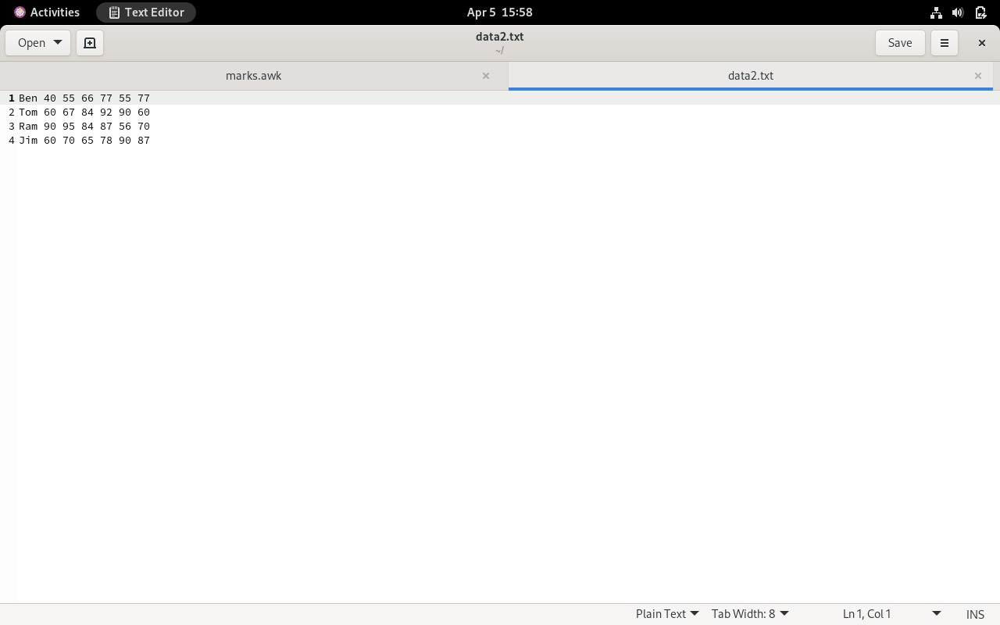 Activities Text Editor Apr 5 15:58
Open data2.txt Save
~/
marks.awk data2.txt
1 Ben 40 55 66 77 55 77
2 Tom 60 67 84 92 90 60
3 Ram 90 95 84 87 56 70
4 Jim 60 70 65 78 90 87
Plain Text Tab Width: 8 Ln 1, Col 1 INS